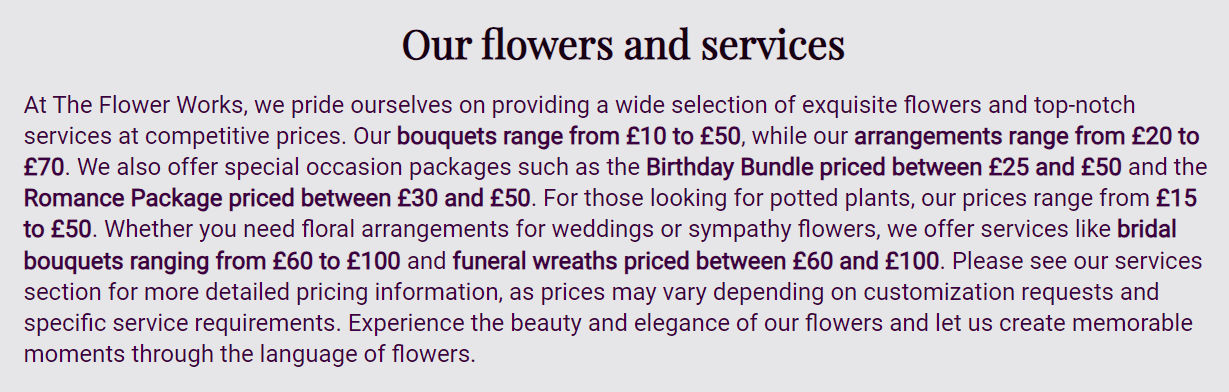 Our flowers and services
At The Flower Works, we pride ourselves on providing a wide selection of exquisite flowers and top-notch
services at competitive prices. Our bouquets range from £10 to £50, while our arrangements range from £20 to
£70. We also offer special occasion packages such as the Birthday Bundle priced between £25 and £50 and the
Romance Package priced between £30 and £50. For those looking for potted plants, our prices range from £15
to £50. Whether you need floral arrangements for weddings or sympathy flowers, we offer services like bridal
bouquets ranging from £60 to £100 and funeral wreaths priced between £60 and £100. Please see our services
section for more detailed pricing information, as prices may vary depending on customization requests and
specific service requirements. Experience the beauty and elegance of our flowers and let us create memorable
moments through the language of flowers.